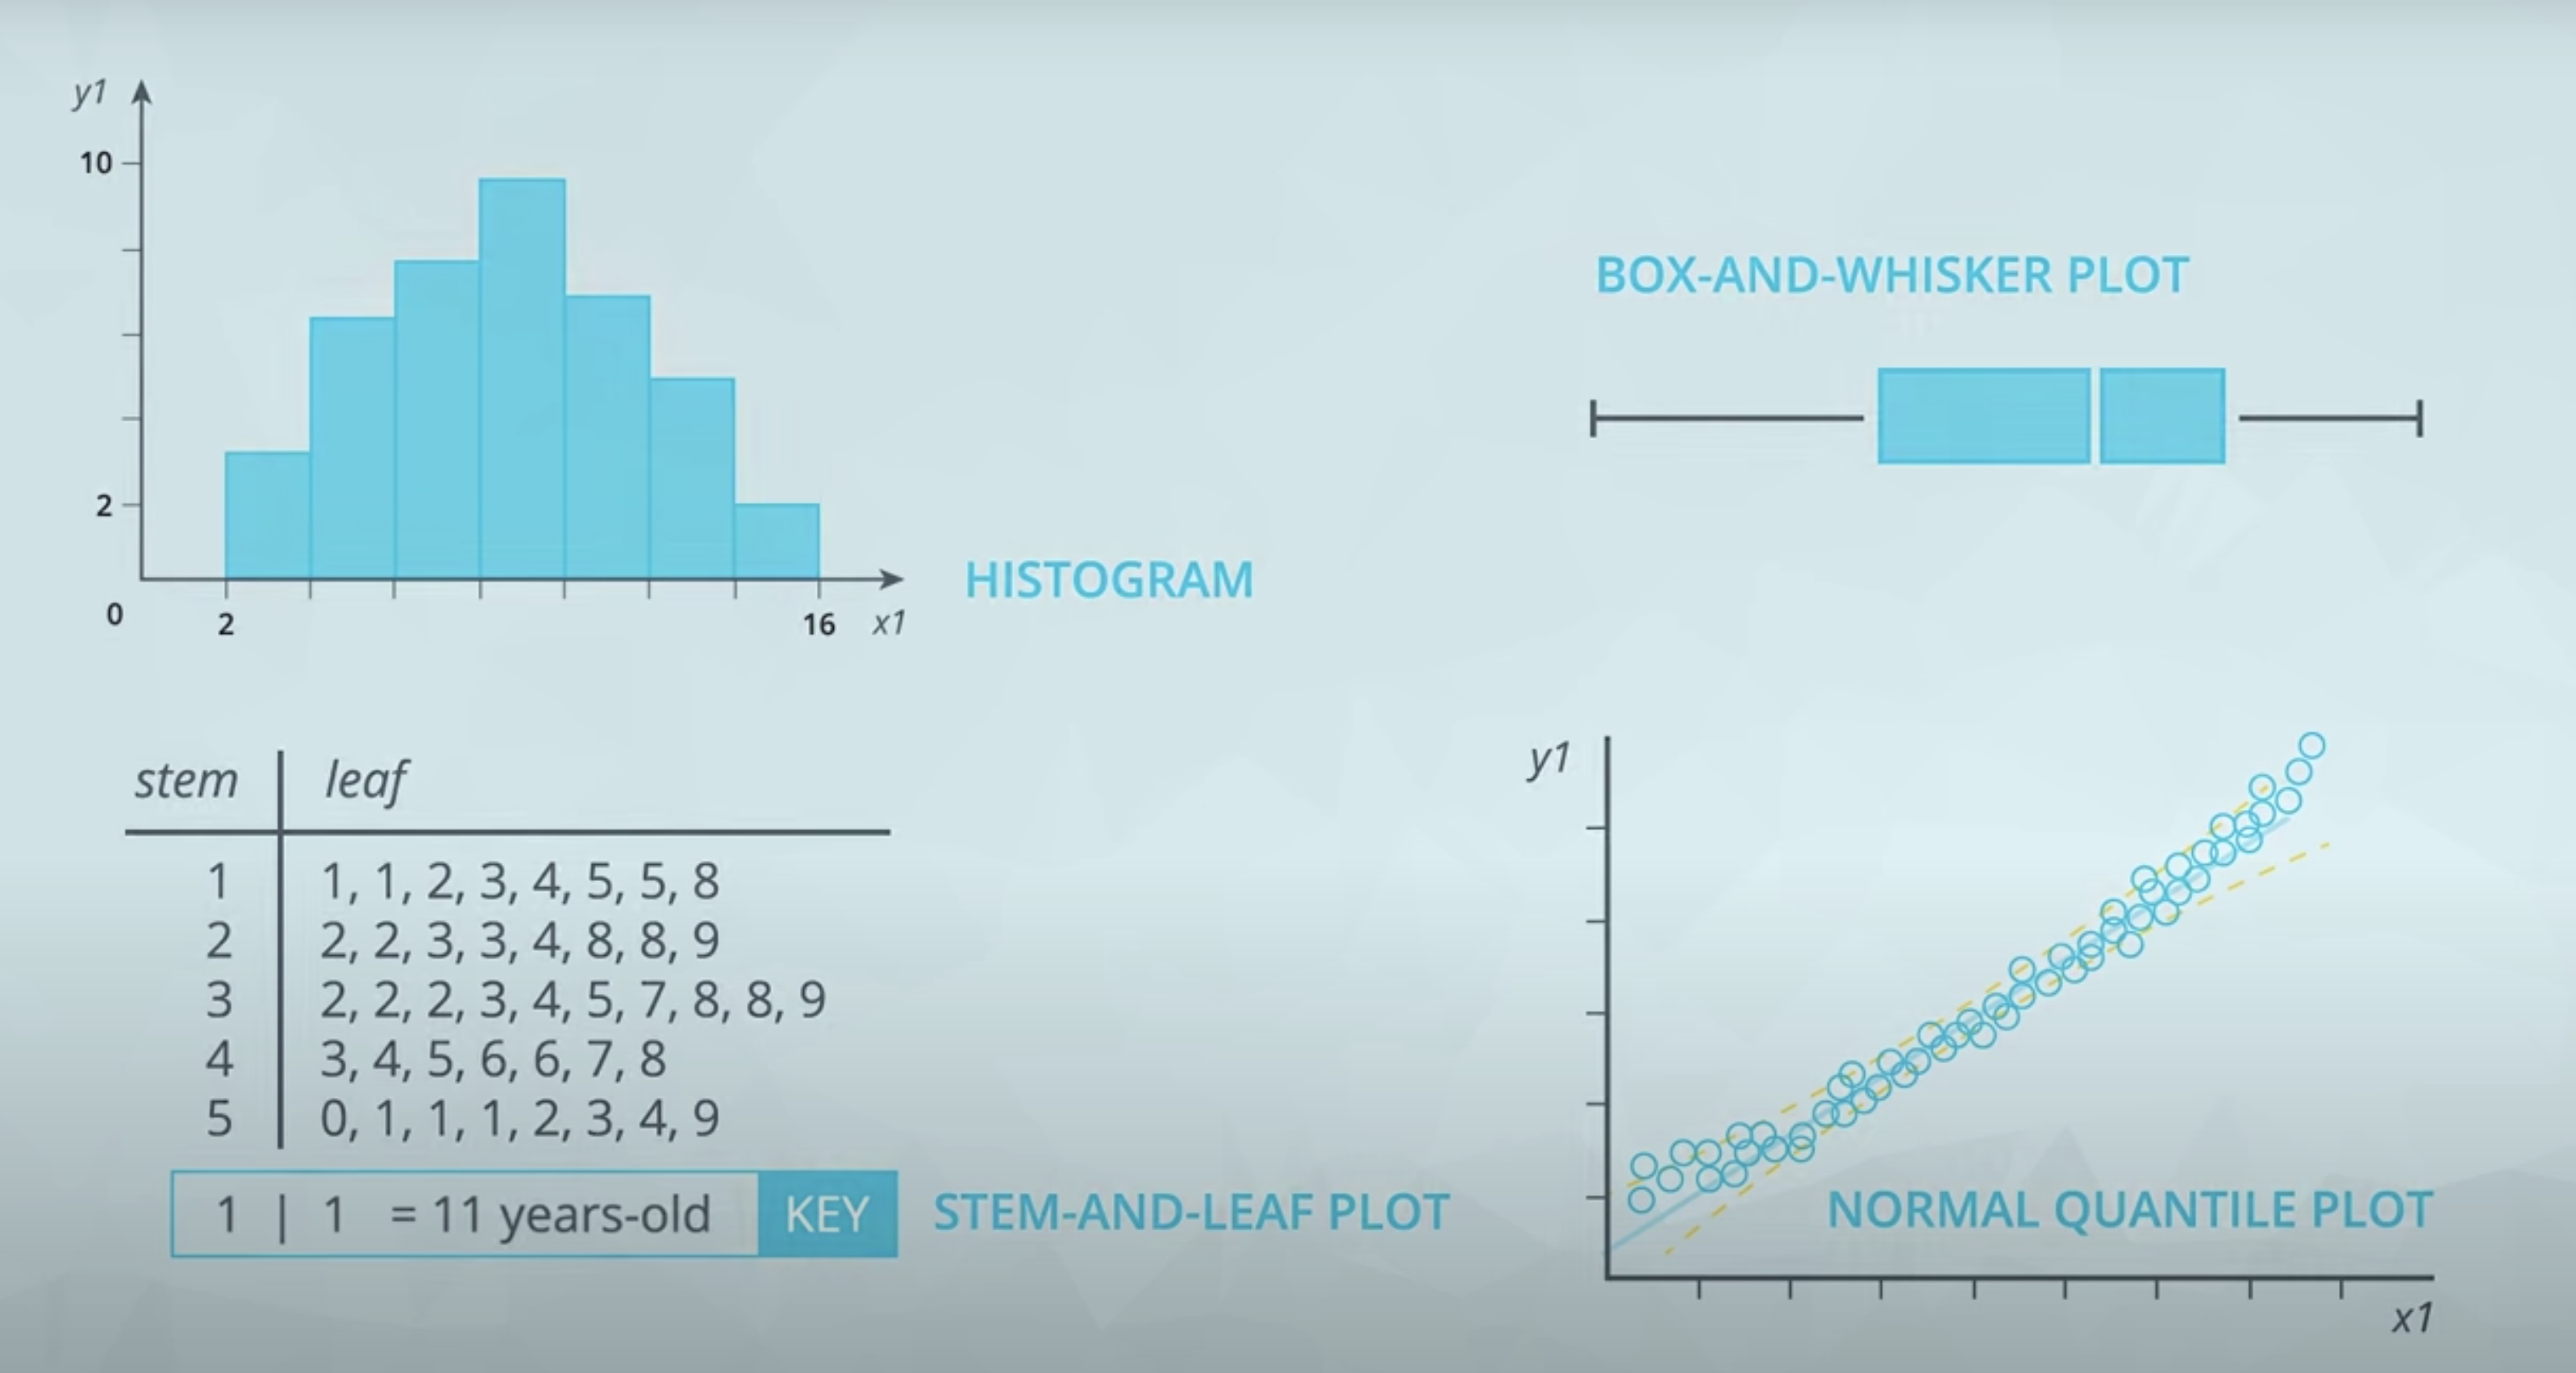 y1
10
2
0
2
16
x1
HISTOGRAM
BOX-AND-WHISKER PLOT
stem
leaf
1
1, 1, 2, 3, 4, 5, 5, 8
2
2, 2, 3, 3, 4, 8, 8, 9
3
2, 2, 2, 3, 4, 5, 7, 8, 8, 9
4
3, 4, 5, 6, 6, 7, 8
5
0, 1, 1, 1, 2, 3, 4, 9
1 | 1 = 11 years-old
KEY
STEM-AND-LEAF PLOT
y1
NORMAL QUANTILE PLOT
x1